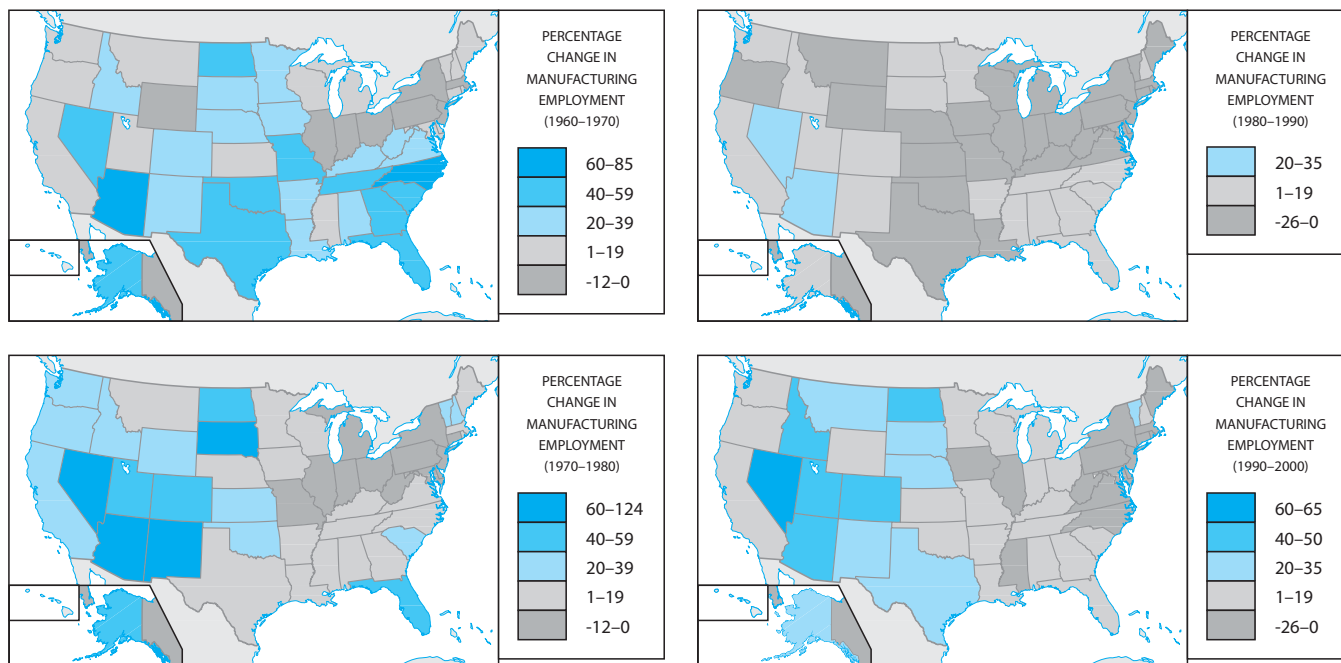 PERCENTAGE
CHANGE IN
MANUFACTURING
EMPLOYMENT
(1960–1970)
60–85
40–59
20–39
1–19
-12–0
PERCENTAGE
CHANGE IN
MANUFACTURING
EMPLOYMENT
(1980–1990)
20–35
1–19
-26–0
PERCENTAGE
CHANGE IN
MANUFACTURING
EMPLOYMENT
(1970–1980)
60–124
40–59
20–39
1–19
-12–0
PERCENTAGE
CHANGE IN
MANUFACTURING
EMPLOYMENT
(1990–2000)
60–65
40–50
20–35
1–19
-26–0